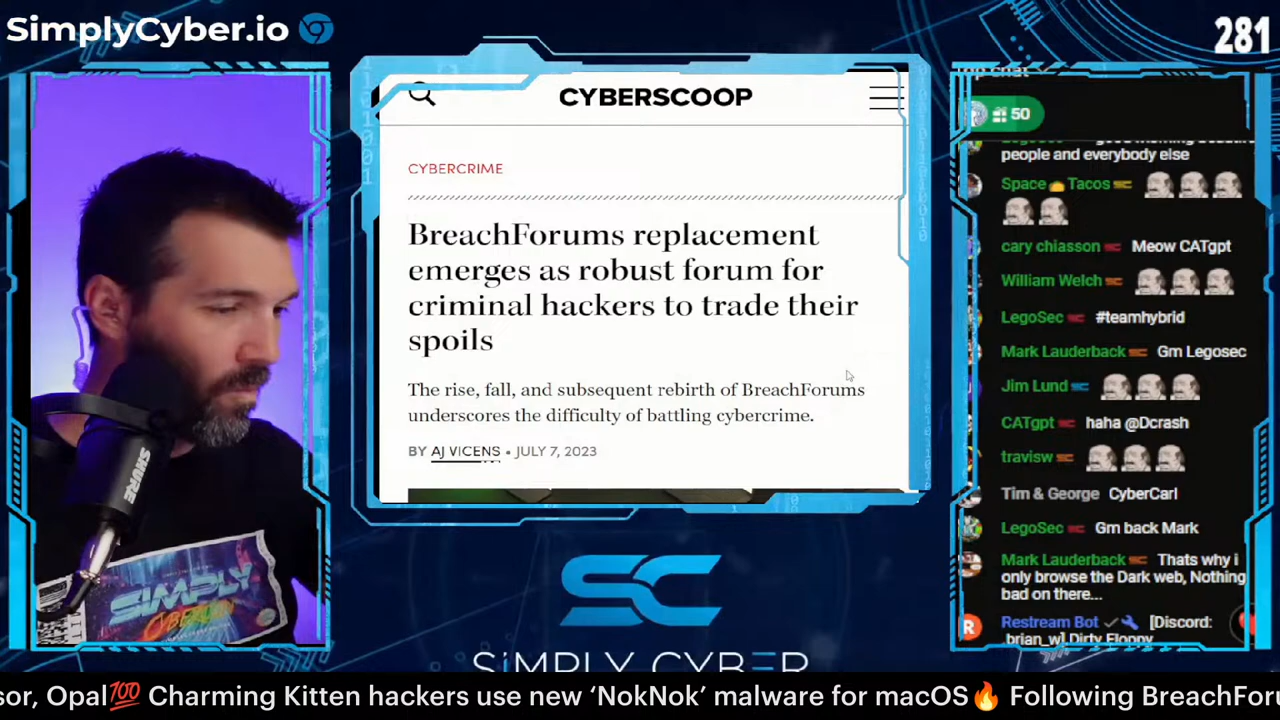 SimplyCyber.io
281
CYBERSCOOP
CYBERCRIME
BreachForums replacement
emerges as robust forum for
criminal hackers to trade their
spoils
The rise, fall, and subsequent rebirth of BreachForums
underscores the difficulty of battling cybercrime.
BY AJ VICENS • JULY 7, 2023
SHURE
SIMPLY
CYBERCON
50
people and everybody else
Space Tacos
cary chiasson Meow CATgpt
William Welch
LegoSec #teamhybrid
Mark Lauderback Gm Legosec
Jim Lund
CATgpt haha @Dcrash
travisw
Tim & George CyberCarl
LegoSec Gm back Mark
Mark Lauderback Thats why i
only browse the Dark web, Nothing
bad on there...
Restream Bot [Discord:
brian_w] Dirty Floppy
SC
SiMPLY CYBER
sor, Opal💯 Charming Kitten hackers use new ‘NokNok’ malware for macOS🔥 Following BreachForu